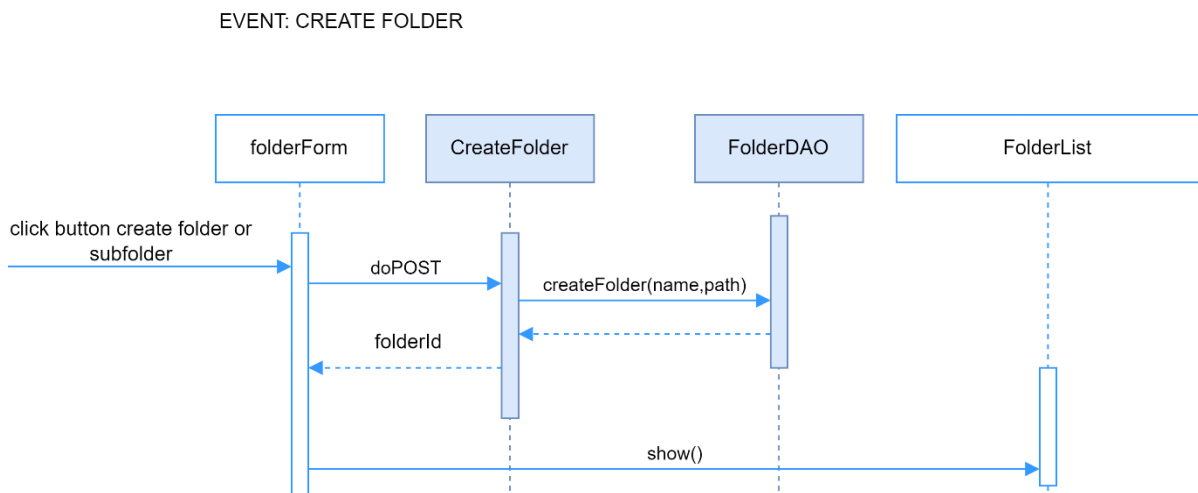 EVENT: CREATE FOLDER
folderForm
CreateFolder
FolderDAO
FolderList
click button create folder or
subfolder
doPOST
createFolder(name,path)
folderId
show()